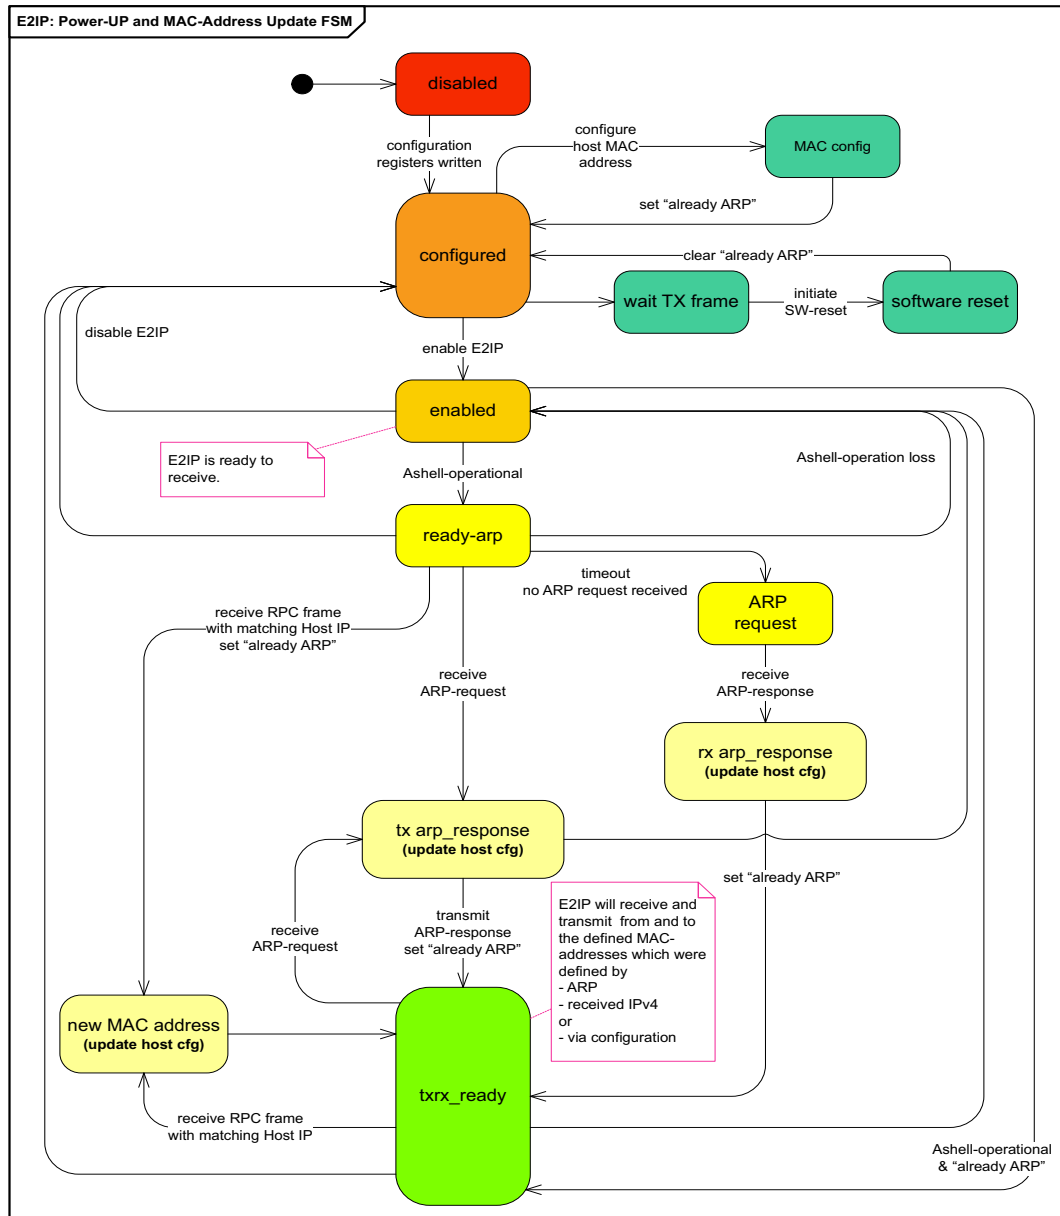 E2IP: Power-UP and MAC-Address Update FSM
disabled
configuration
registers written
configure
host MAC
address
MAC config
set “already ARP”
configured
clear “already ARP”
wait TX frame
initiate
SW-reset
software reset
disable E2IP
enable E2IP
enabled
E2IP is ready to
receive.
Ashell-operational
Ashell-operation loss
ready-arp
timeout
no ARP request received
ARP
request
receive RPC frame
with matching Host IP
set “already ARP”
receive
ARP-request
receive
ARP-response
rx arp_response
(update host cfg)
tx arp_response
(update host cfg)
set “already ARP”
receive
ARP-request
transmit
ARP-response
set “already ARP”
E2IP will receive and
transmit from and to
the defined MAC-
addresses which were
defined by
- ARP
- received IPv4
or
- via configuration
new MAC address
(update host cfg)
txrx_ready
receive RPC frame
with matching Host IP
Ashell-operational
& “already ARP”